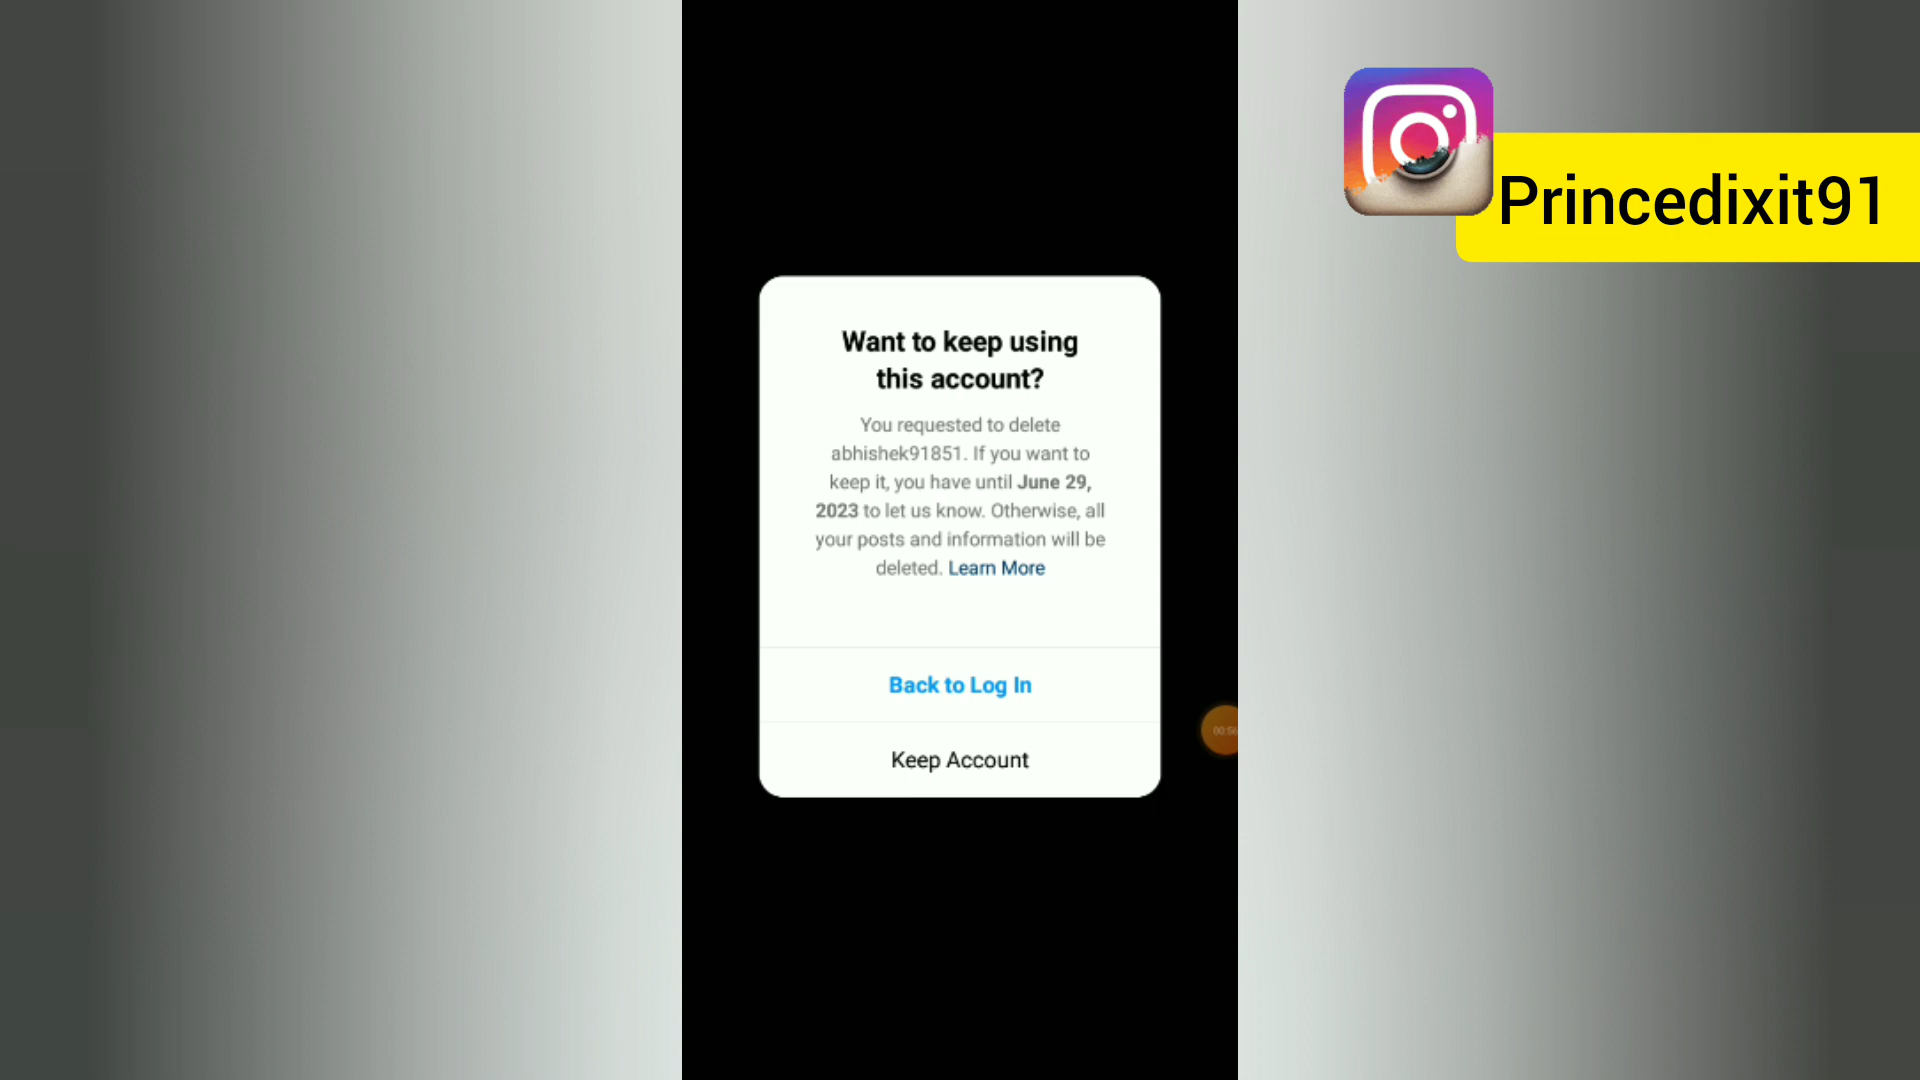 Princedixit91
Want to keep using
this account?
You requested to delete
abhishek91851. If you want to
keep it, you have until June 29,
2023 to let us know. Otherwise, all
your posts and information will be
deleted. Learn More
Back to Log In
00:56
Keep Account